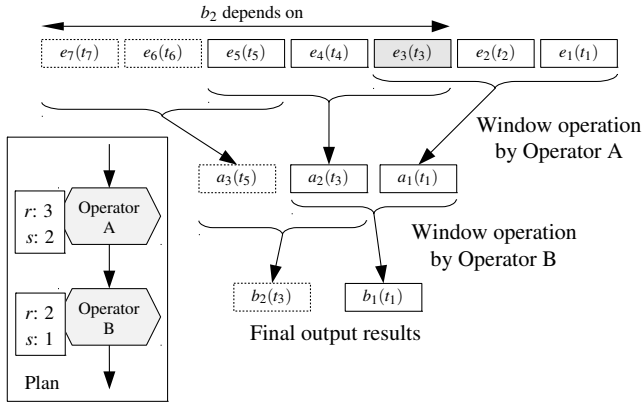 b₂ depends on
e₇(t₇) e₆(t₆) e₅(t₅) e₄(t₄) e₃(t₃) e₂(t₂) e₁(t₁)
Window operation
by Operator A
a₃(t₅) a₂(t₃) a₁(t₁)
Window operation
by Operator B
b₂(t₃) b₁(t₁)
Final output results
r: 3
s: 2
Operator
A
r: 2
s: 1
Operator
B
Plan